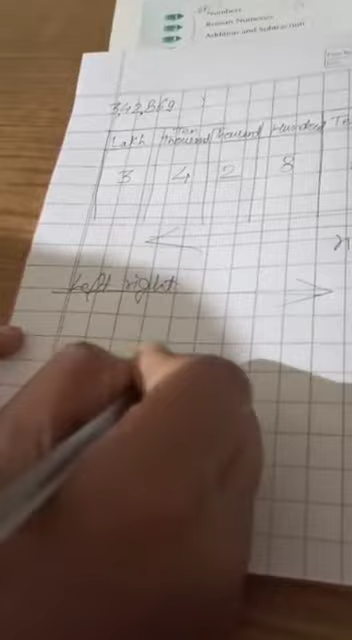 Numbers
Roman Numerals
Addition and Subtraction
3,42,869
Lakh Ten Thousand Thousand Hundred Te
3 4 2 8
Left right